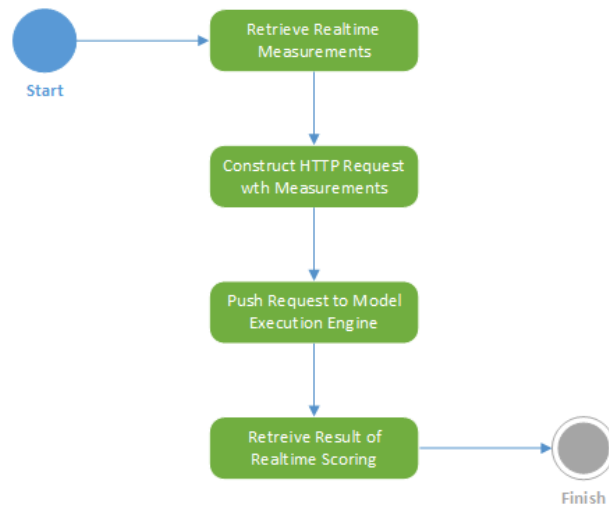 Retrieve Realtime
Measurements
Start
Construct HTTP Request
wth Measurements
Push Request to Model
Execution Engine
Retreive Result of
Realtime Scoring
Finish